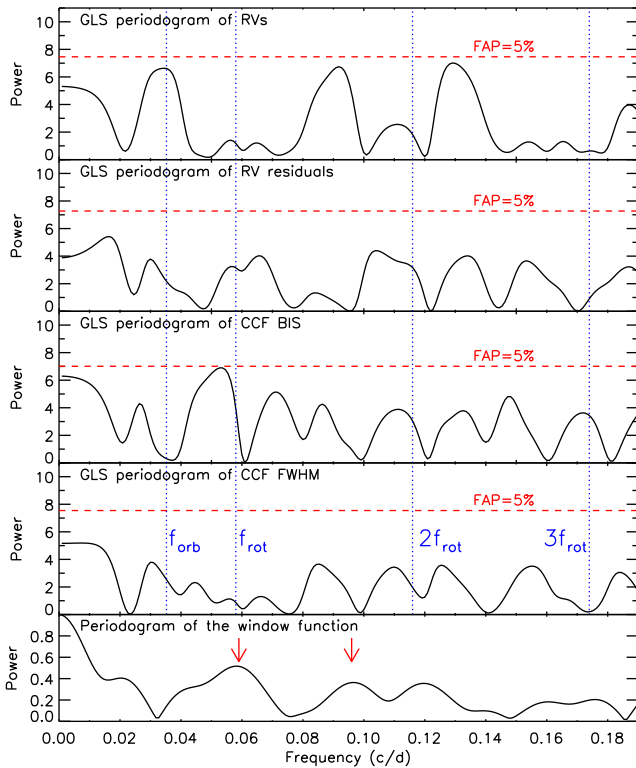 GLS periodogram of RVs
FAP=5%
10
8
6
4
2
0
Power
GLS periodogram of RV residuals
FAP=5%
10
8
6
4
2
0
Power
GLS periodogram of CCF BIS
FAP=5%
10
8
6
4
2
0
Power
GLS periodogram of CCF FWHM
FAP=5%
10
8
6
4
2
0
Power
f_orb
f_rot
2f_rot
3f_rot
Periodogram of the window function
0.8
0.6
0.4
0.2
0.0
Power
0.00 0.02 0.04 0.06 0.08 0.10 0.12 0.14 0.16 0.18
Frequency (c/d)